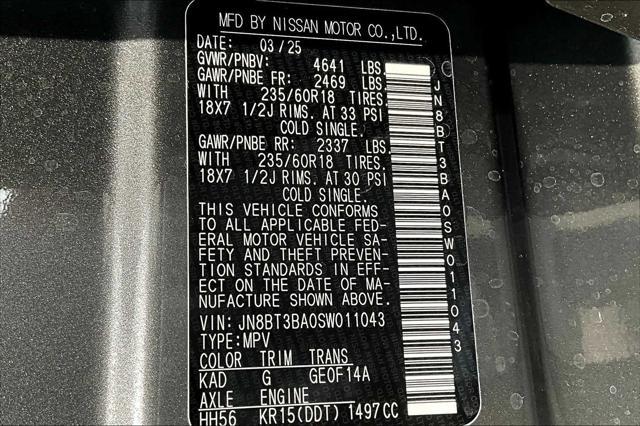 MFD BY NISSAN MOTOR CO.,LTD.
DATE: 03/25
GVWR/PNBV: 4641 LBS.
GAWR/PNBE FR: 2469 LBS.
WITH 235/60R18 TIRES.
18X7 1/2J RIMS. AT 33 PSI
COLD SINGLE.
GAWR/PNBE RR: 2337 LBS.
WITH 235/60R18 TIRES.
18X7 1/2J RIMS. AT 30 PSI
COLD SINGLE.
THIS VEHICLE CONFORMS
TO ALL APPLICABLE FED-
ERAL MOTOR VEHICLE SA-
FETY AND THEFT PREVEN-
TION STANDARDS IN EFF-
ECT ON THE DATE OF MA-
NUFACTURE SHOWN ABOVE.
VIN: JN8BT3BA0SW011043
TYPE:MPV
COLOR TRIM TRANS
KAD G GE0F14A
AXLE ENGINE
HH56 KR15(DDT) 1497CC
JN8BT3BA0SW011043